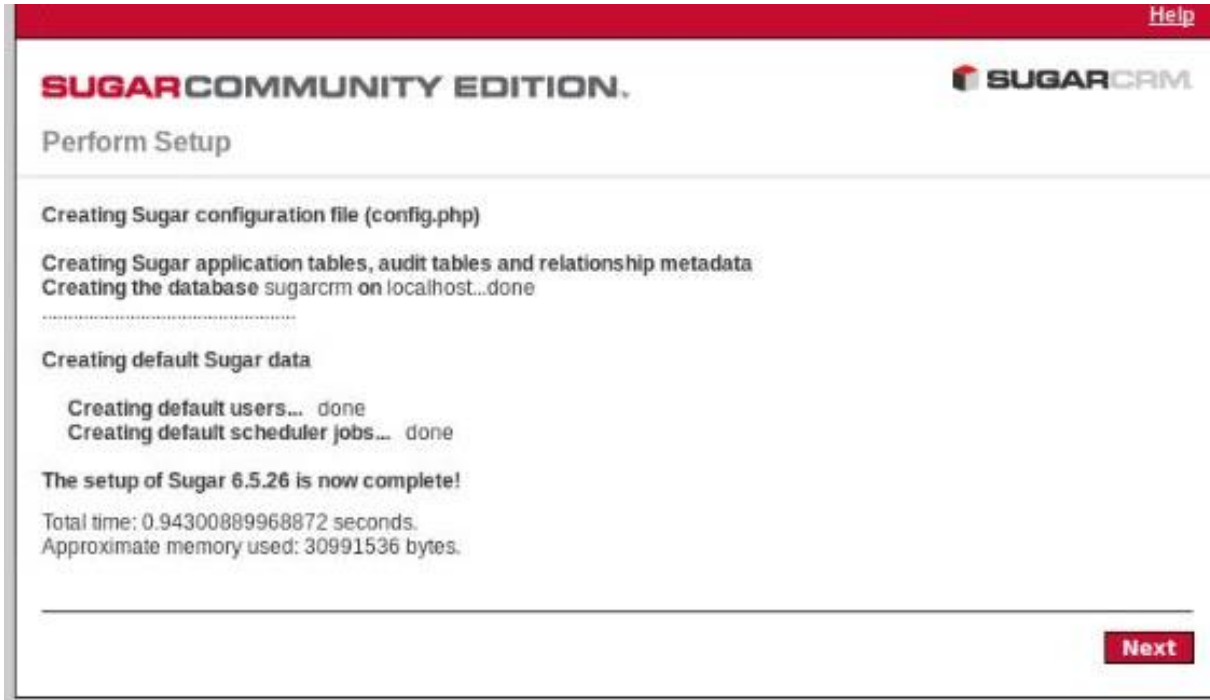 Help
SUGARCOMMUNITY EDITION.
SUGARCRM.
Perform Setup
Creating Sugar configuration file (config.php)
Creating Sugar application tables, audit tables and relationship metadata
Creating the database sugarcrm on localhost...done
................................................
Creating default Sugar data
Creating default users... done
Creating default scheduler jobs... done
The setup of Sugar 6.5.26 is now complete!
Total time: 0.94300889968872 seconds.
Approximate memory used: 30991536 bytes.
Next